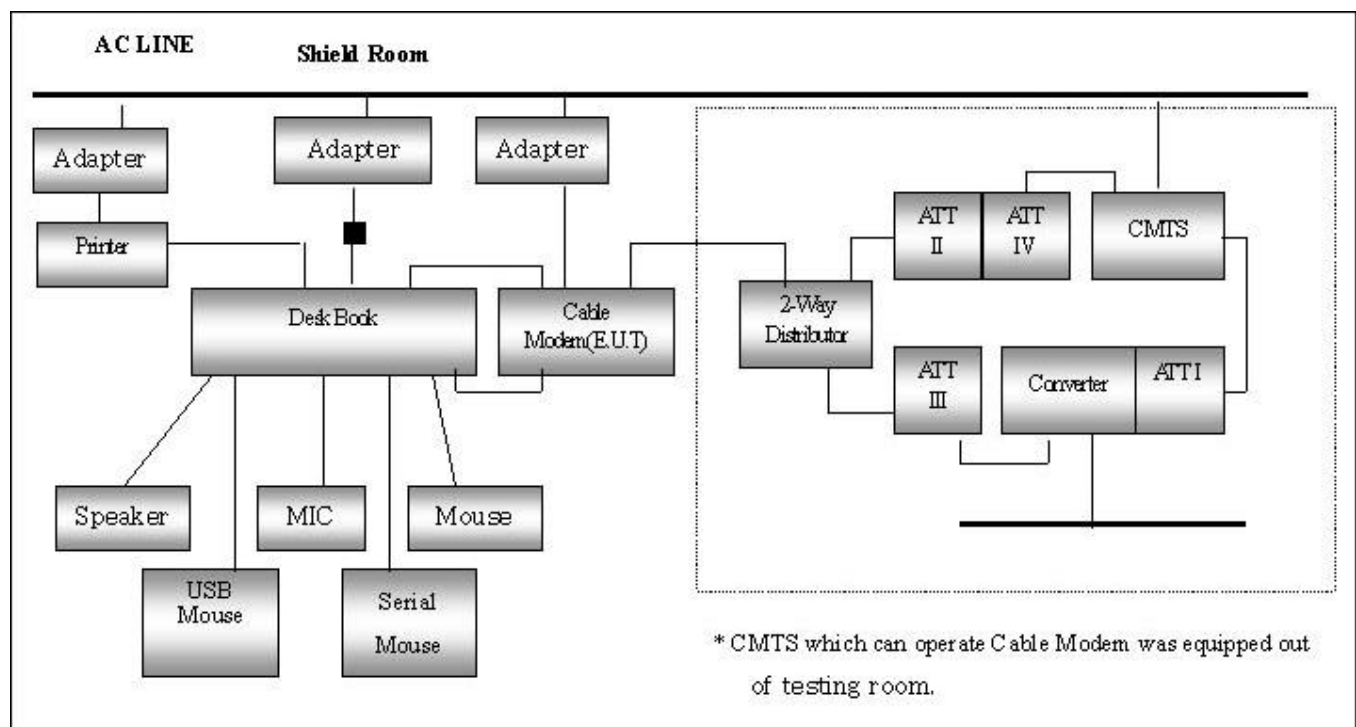 AC LINE
Shield Room
Adapter
Adapter
Adapter
Printer
Desk Book
Cable
Modem(E.U.T)
2-Way
Distributor
ATT
II
ATT
IV
CMTS
ATT
III
Converter
ATT I
Speaker
MIC
Mouse
USB
Mouse
Serial
Mouse
* CMTS which can operate Cable Modem was equipped out
of testing room.